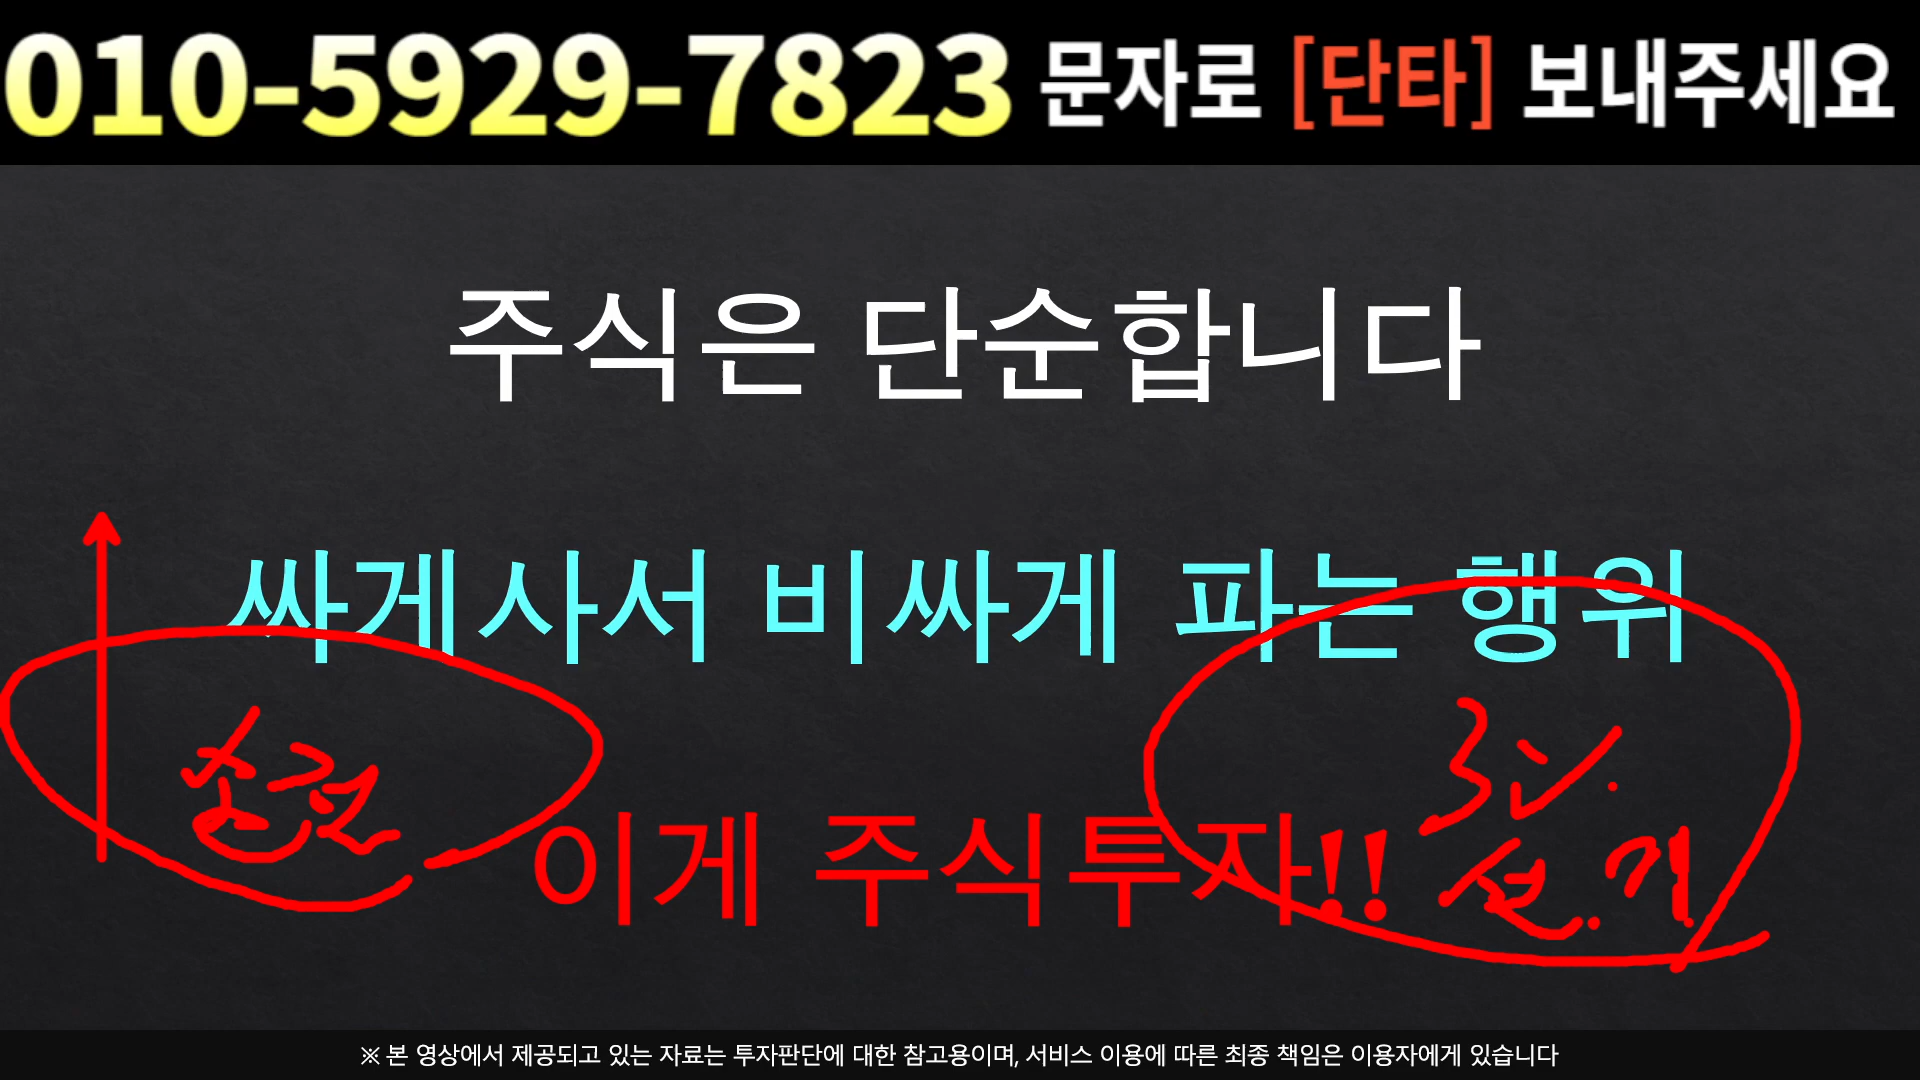 010-5929-7823 문자로 [단타] 보내주세요
주식은 단순합니다
싸게사서 비싸게 파는 행위
손절
3%
이게 주식투자!!
※ 본 영상에서 제공되고 있는 자료는 투자판단에 대한 참고용이며, 서비스 이용에 따른 최종 책임은 이용자에게 있습니다